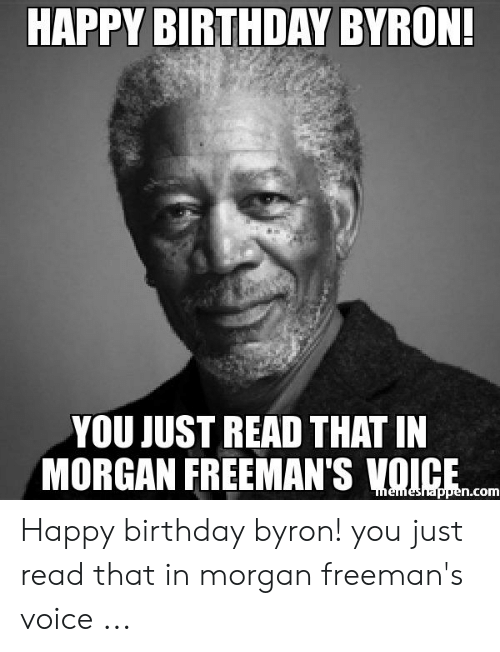 HAPPY BIRTHDAY BYRON!
YOU JUST READ THAT IN
MORGAN FREEMAN'S VOICE
memeshappen.com
Happy birthday byron! you just
read that in morgan freeman's
voice ...